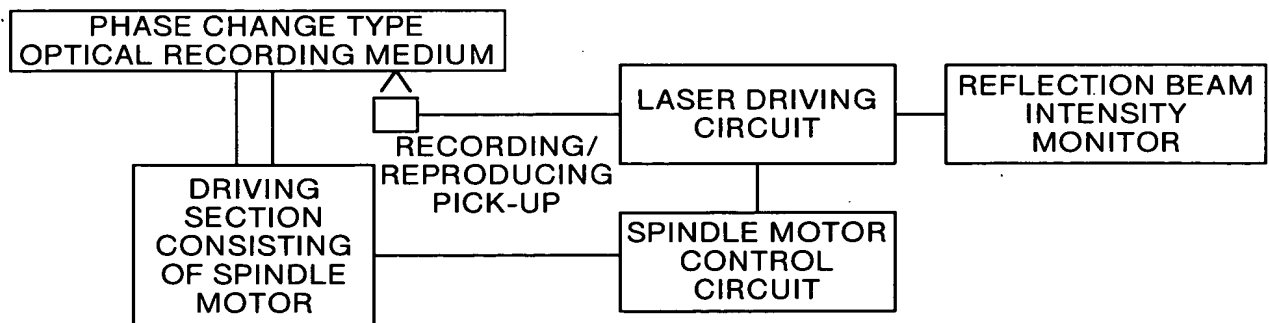 PHASE CHANGE TYPE
OPTICAL RECORDING MEDIUM
RECORDING/
REPRODUCING
PICK-UP
LASER DRIVING
CIRCUIT
REFLECTION BEAM
INTENSITY
MONITOR
DRIVING
SECTION
CONSISTING
OF SPINDLE
MOTOR
SPINDLE MOTOR
CONTROL
CIRCUIT